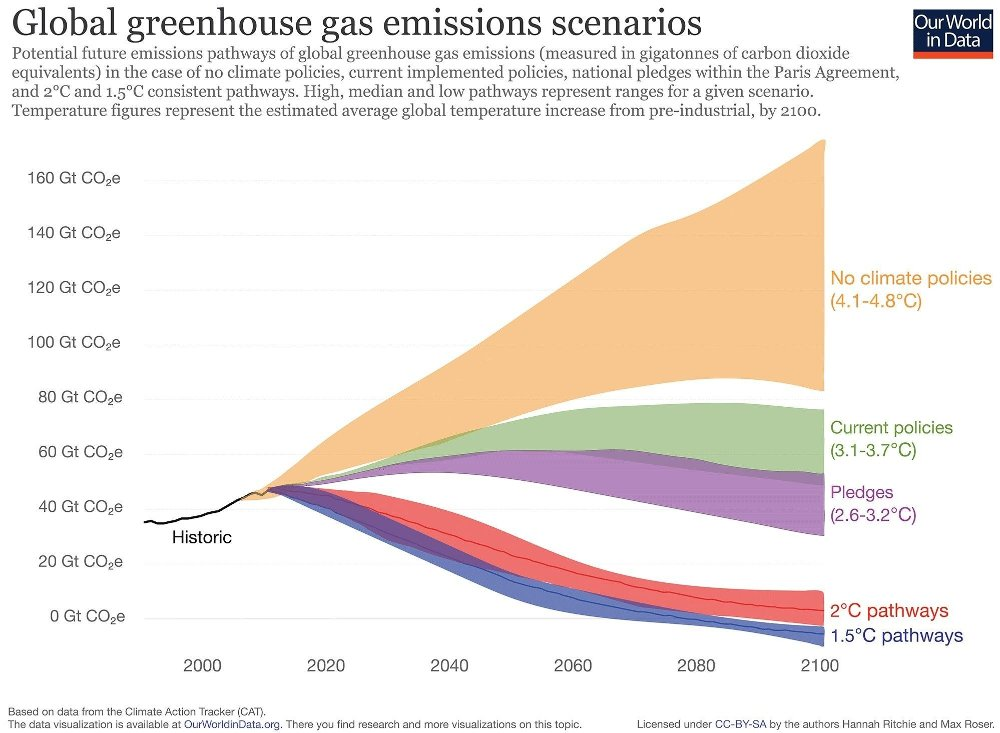 Global greenhouse gas emissions scenarios
Our World
in Data
Potential future emissions pathways of global greenhouse gas emissions (measured in gigatonnes of carbon dioxide
equivalents) in the case of no climate policies, current implemented policies, national pledges within the Paris Agreement,
and 2°C and 1.5°C consistent pathways. High, median and low pathways represent ranges for a given scenario.
Temperature figures represent the estimated average global temperature increase from pre-industrial, by 2100.
160 Gt CO₂e
140 Gt CO₂e
120 Gt CO₂e
100 Gt CO₂e
80 Gt CO₂e
60 Gt CO₂e
40 Gt CO₂e
20 Gt CO₂e
0 Gt CO₂e
Historic
No climate policies
(4.1-4.8°C)
Current policies
(3.1-3.7°C)
Pledges
(2.6-3.2°C)
2°C pathways
1.5°C pathways
2000 2020 2040 2060 2080 2100
Based on data from the Climate Action Tracker (CAT).
The data visualization is available at OurWorldinData.org. There you find research and more visualizations on this topic.
Licensed under CC-BY-SA by the authors Hannah Ritchie and Max Roser.